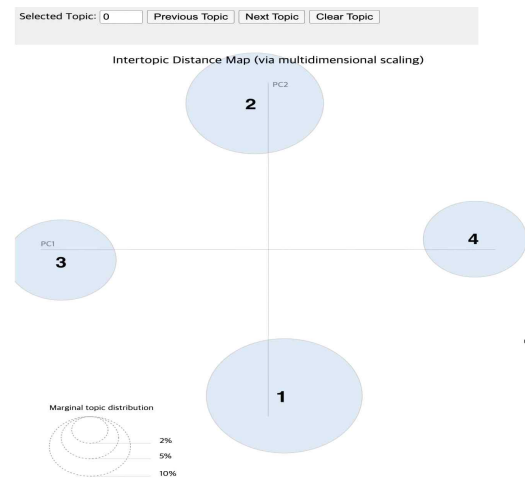 Selected Topic: 0 Previous Topic Next Topic Clear Topic
Intertopic Distance Map (via multidimensional scaling)
PC2
2
PC1
3
4
1
Marginal topic distribution
2%
5%
10%